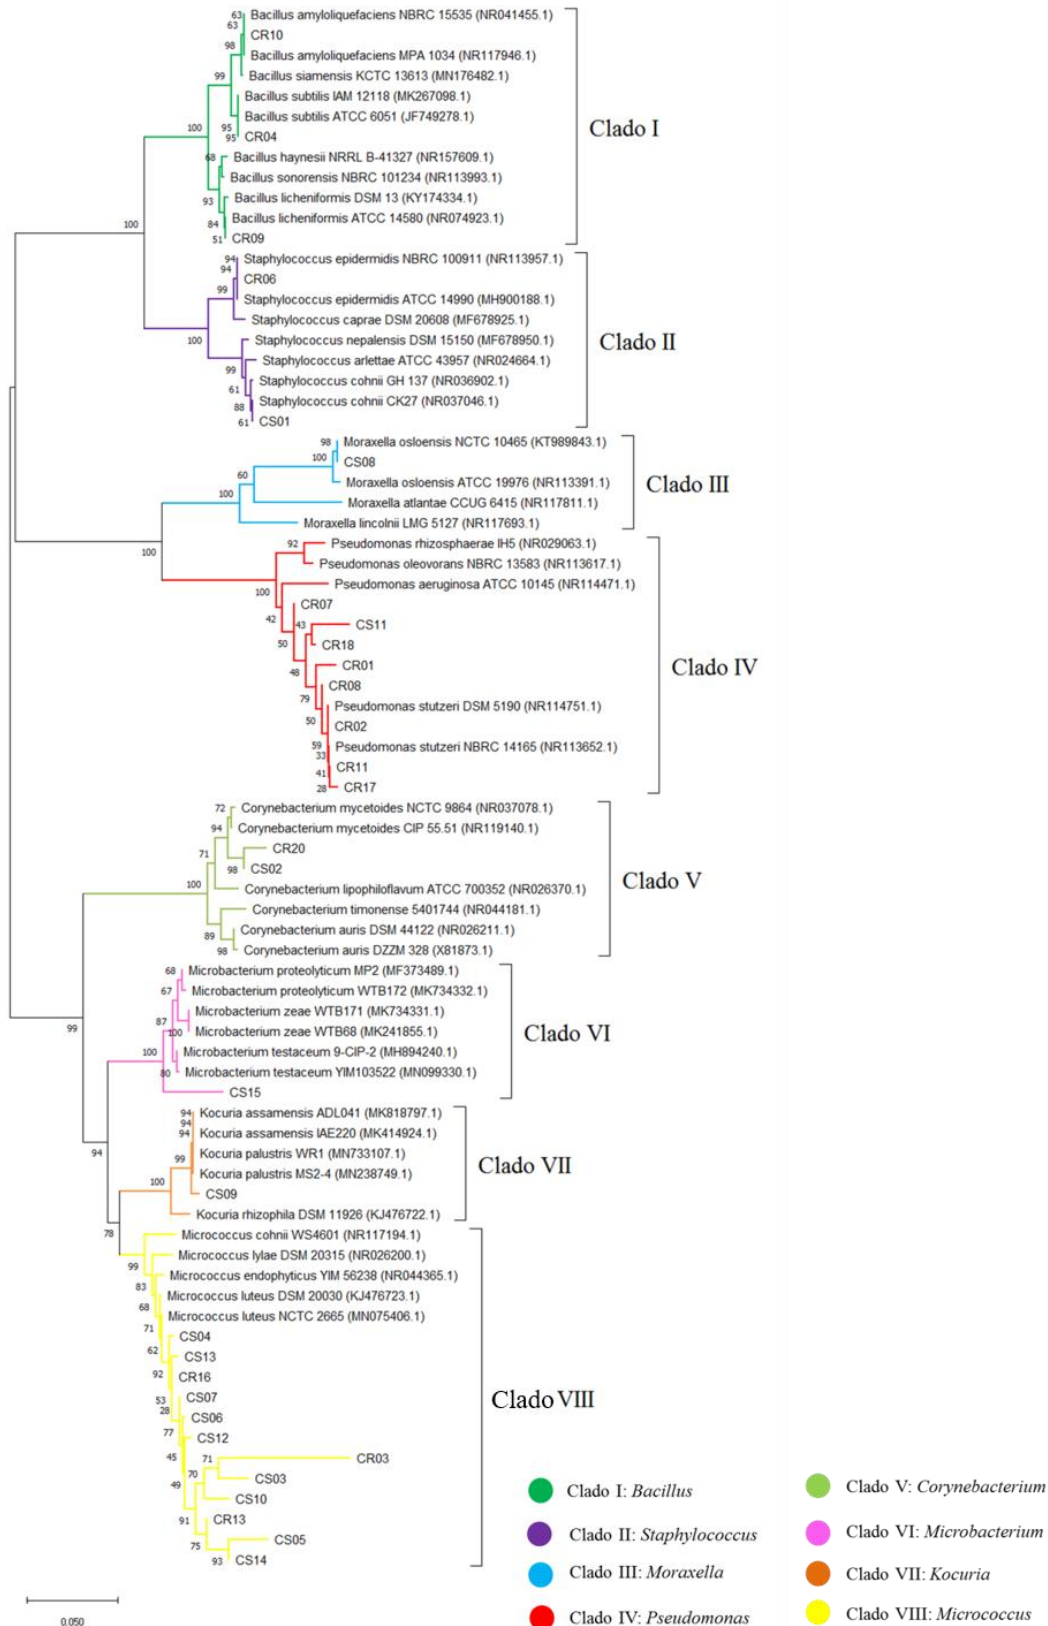 63
Bacillus amyloliquefaciens NBRC 15535 (NR041455.1)
63
CR10
98
Bacillus amyloliquefaciens MPA 1034 (NR117946.1)
99
Bacillus siamensis KCTC 13613 (MN176482.1)
Bacillus subtilis IAM 12118 (MK267098.1)
Bacillus subtilis ATCC 6051 (JF749278.1)
Clado I
100
95
95
CR04
68
Bacillus haynesii NRRL B-41327 (NR157609.1)
Bacillus sonorensis NBRC 101234 (NR113993.1)
93
Bacillus licheniformis DSM 13 (KY174334.1)
Bacillus licheniformis ATCC 14580 (NR074923.1)
84
100
51
CR09
94
Staphylococcus epidermidis NBRC 100911 (NR113957.1)
94
CR06
99
Staphylococcus epidermidis ATCC 14990 (MH900188.1)
Staphylococcus caprae DSM 20608 (MF678925.1)
100
Staphylococcus nepalensis DSM 15150 (MF678950.1)
Clado II
Staphylococcus arlettae ATCC 43957 (NR024664.1)
99
Staphylococcus cohnii GH 137 (NR036902.1)
61
Staphylococcus cohnii CK27 (NR037046.1)
88
61
CS01
98
Moraxella osloensis NCTC 10465 (KT989843.1)
100
CS08
60
Moraxella osloensis ATCC 19976 (NR113391.1)
Clado III
100
Moraxella atlantae CCUG 6415 (NR117811.1)
Moraxella lincolnii LMG 5127 (NR117693.1)
92
Pseudomonas rhizosphaerae IH5 (NR029063.1)
100
Pseudomonas oleovorans NBRC 13583 (NR113617.1)
Pseudomonas aeruginosa ATCC 10145 (NR114471.1)
100
CR07
42
43
CS11
50
CR18
CR01
Clado IV
48
CR08
79
Pseudomonas stutzeri DSM 5190 (NR114751.1)
50
CR02
59
Pseudomonas stutzeri NBRC 14165 (NR113652.1)
33
CR11
41
28
CR17
72
Corynebacterium mycetoides NCTC 9864 (NR037078.1)
94
Corynebacterium mycetoides CIP 55.51 (NR119140.1)
71
CR20
98
CS02
Clado V
100
Corynebacterium lipophiloflavum ATCC 700352 (NR026370.1)
Corynebacterium timonense 5401744 (NR044181.1)
89
Corynebacterium auris DSM 44122 (NR026211.1)
98
Corynebacterium auris DZZM 328 (X81873.1)
68
Microbacterium proteolyticum MP2 (MF373489.1)
67
Microbacterium proteolyticum WTB172 (MK734332.1)
Microbacterium zeae WTB171 (MK734331.1)
87
99
100
Microbacterium zeae WTB68 (MK241855.1)
Clado VI
100
Microbacterium testaceum 9-CIP-2 (MH894240.1)
80
Microbacterium testaceum YIM103522 (MN099330.1)
CS15
94
Kocuria assamensis ADL041 (MK818797.1)
94
94
Kocuria assamensis IAE220 (MK414924.1)
94
Kocuria palustris WR1 (MN733107.1)
99
Clado VII
Kocuria palustris MS2-4 (MN238749.1)
100
CS09
Kocuria rhizophila DSM 11926 (KJ476722.1)
78
Micrococcus cohnii WS4601 (NR117194.1)
Micrococcus lylae DSM 20315 (NR026200.1)
99
Micrococcus endophyticus YIM 56238 (NR044365.1)
83
Micrococcus luteus DSM 20030 (KJ476723.1)
68
Micrococcus luteus NCTC 2665 (MN075406.1)
71
CS04
62
CS13
92
CR16
53
CS07
Clado VIII
28
CS06
77
CS12
45
71
CR03
70
CS03
49
CS10
91
CR13
75
CS05
93
CS14
0.050
Clado I: Bacillus
Clado II: Staphylococcus
Clado III: Moraxella
Clado IV: Pseudomonas
Clado V: Corynebacterium
Clado VI: Microbacterium
Clado VII: Kocuria
Clado VIII: Micrococcus